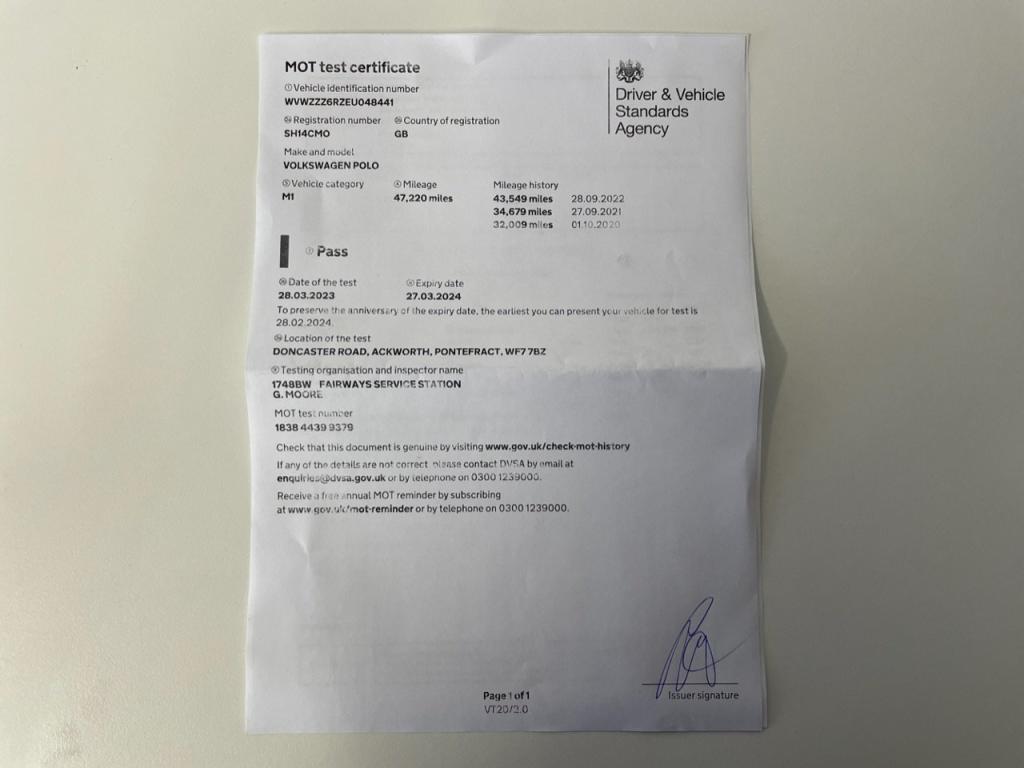 MOT test certificate
Driver & Vehicle
Standards
Agency
① Vehicle identification number
WVWZZZ6RZEU048441
Registration number Country of registration
SH14CMO GB
Make and model
VOLKSWAGEN POLO
⑤ Vehicle category ④ Mileage Mileage history
M1 47,220 miles 43,549 miles 28.09.2022
34,679 miles 27.09.2021
32,009 miles 01.10.2020
⑦ Pass
Date of the test Expiry date
28.03.2023 27.03.2024
To preserve the anniversary of the expiry date, the earliest you can present your vehicle for test is
28.02.2024.
Location of the test
DONCASTER ROAD, ACKWORTH, PONTEFRACT, WF7 7BZ
Testing organisation and inspector name
1748BW FAIRWAYS SERVICE STATION
G. MOORE
MOT test number
1838 4439 9379
Check that this document is genuine by visiting www.gov.uk/check-mot-history
If any of the details are not correct please contact DVSA by email at
enquiries@dvsa.gov.uk or by telephone on 0300 1239000.
Receive a free annual MOT reminder by subscribing
at www.gov.uk/mot-reminder or by telephone on 0300 1239000.
Issuer signature
Page 1 of 1
VT20/2.0